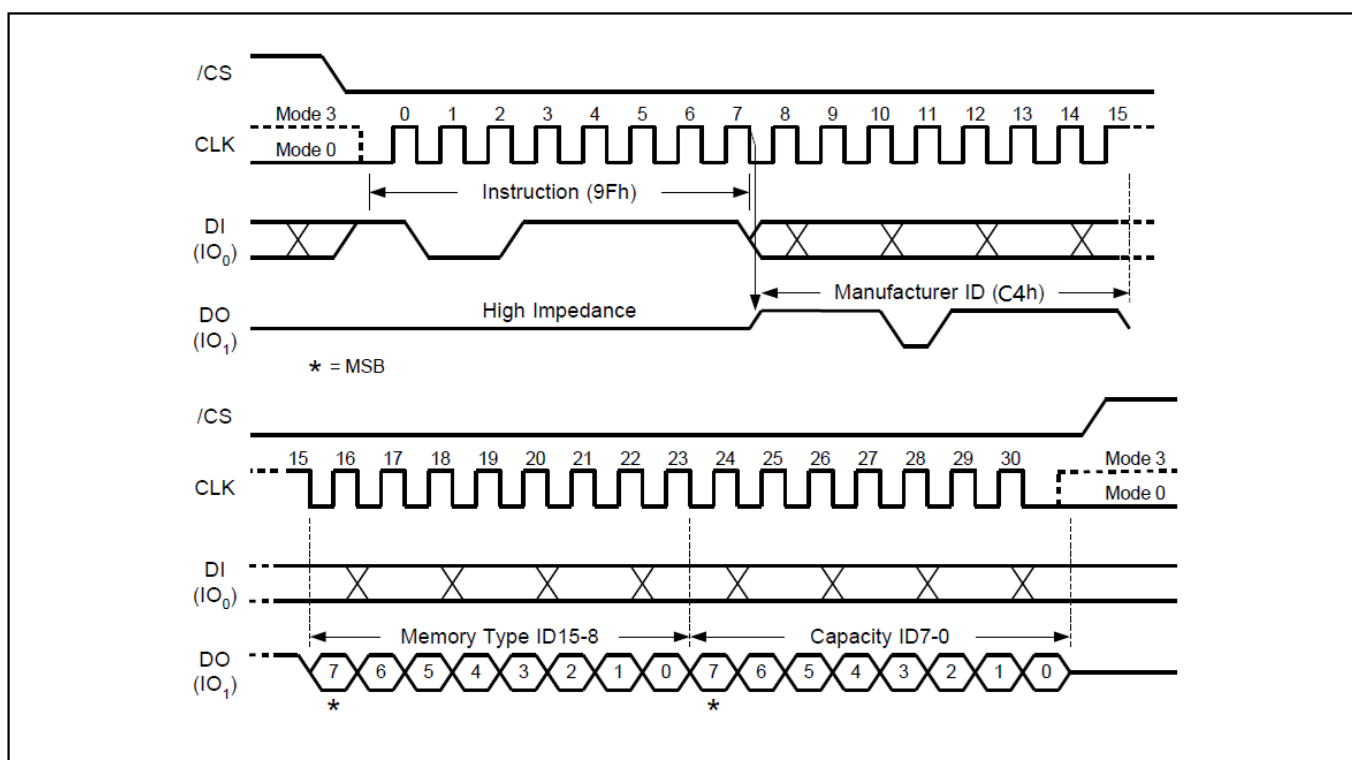 /CS
Mode 3 0 1 2 3 4 5 6 7 8 9 10 11 12 13 14 15
CLK
Mode 0
Instruction (9Fh)
DI
(IO0)
Manufacturer ID (C4h)
DO
(IO1)
High Impedance
* = MSB
/CS
15 16 17 18 19 20 21 22 23 24 25 26 27 28 29 30 Mode 3
CLK
Mode 0
DI
(IO0)
Memory Type ID15-8 Capacity ID7-0
DO
(IO1)
7 6 5 4 3 2 1 0 7 6 5 4 3 2 1 0
* *